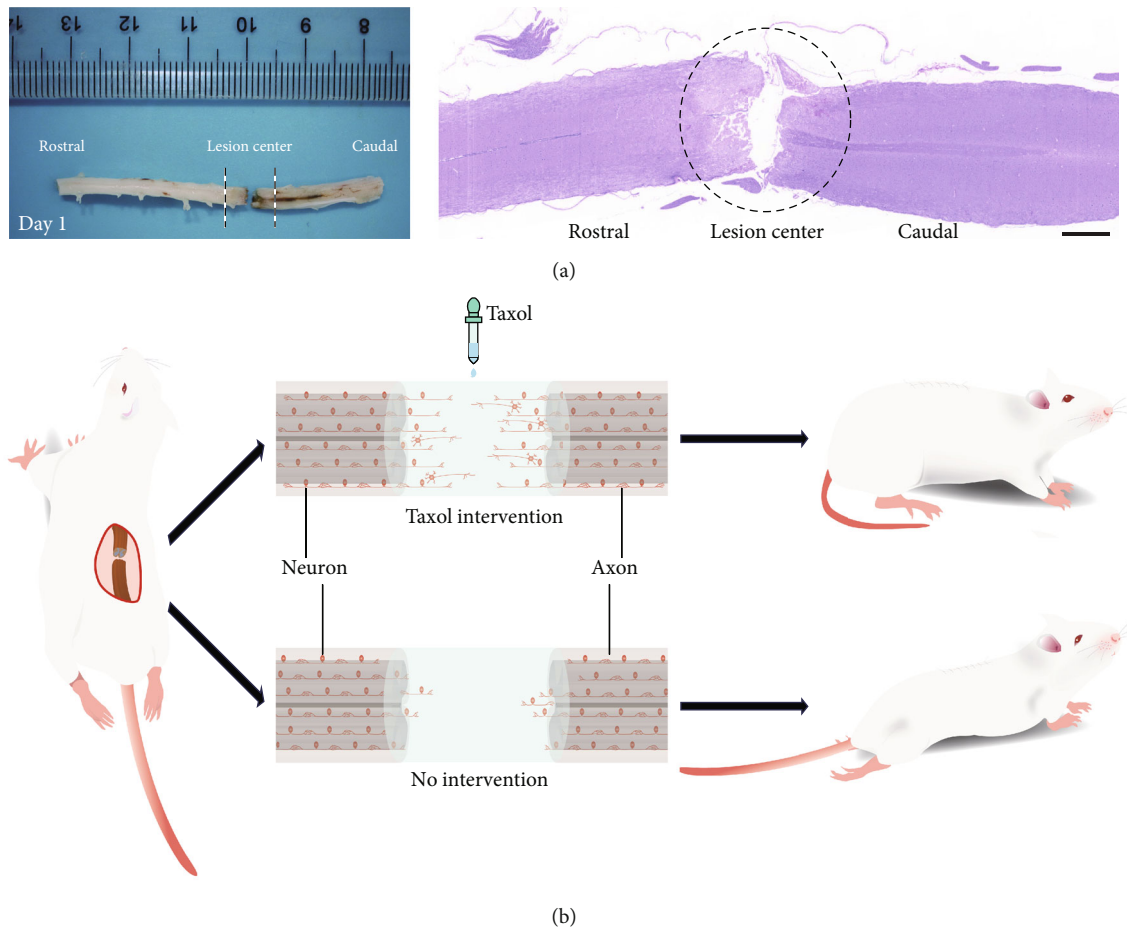 14 13 12 11 10 9 8
Rostral Lesion center Caudal
Day 1
Rostral Lesion center Caudal
(a)
Taxol
Taxol intervention
Neuron Axon
No intervention
(b)